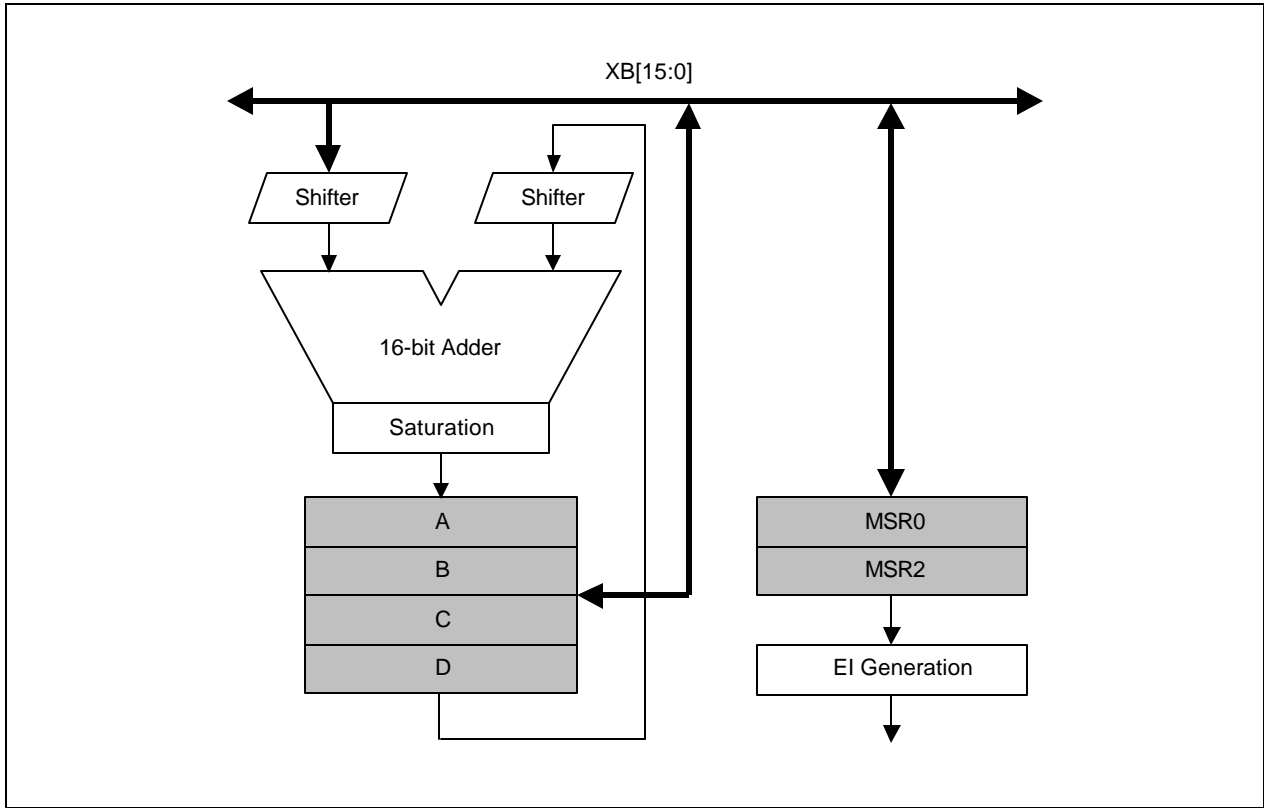 XB[15:0]
Shifter
Shifter
16-bit Adder
Saturation
A
B
C
D
MSR0
MSR2
EI Generation